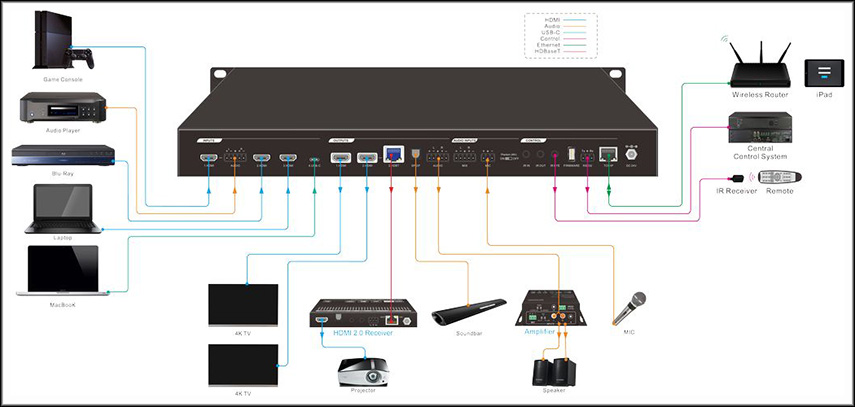 HDMI
Audio
USB-C
Control
Ethernet
HDBaseT
Game Console
Audio Player
Blu-Ray
Laptop
MacBook
INPUTS
OUTPUTS
AUDIO INPUTS
CONTROL
Wireless Router
iPad
Central
Control System
IR Receiver
Remote
4K TV
4K TV
HDMI 2.0 Receiver
Projector
Soundbar
Amplifier
Speaker
MIC